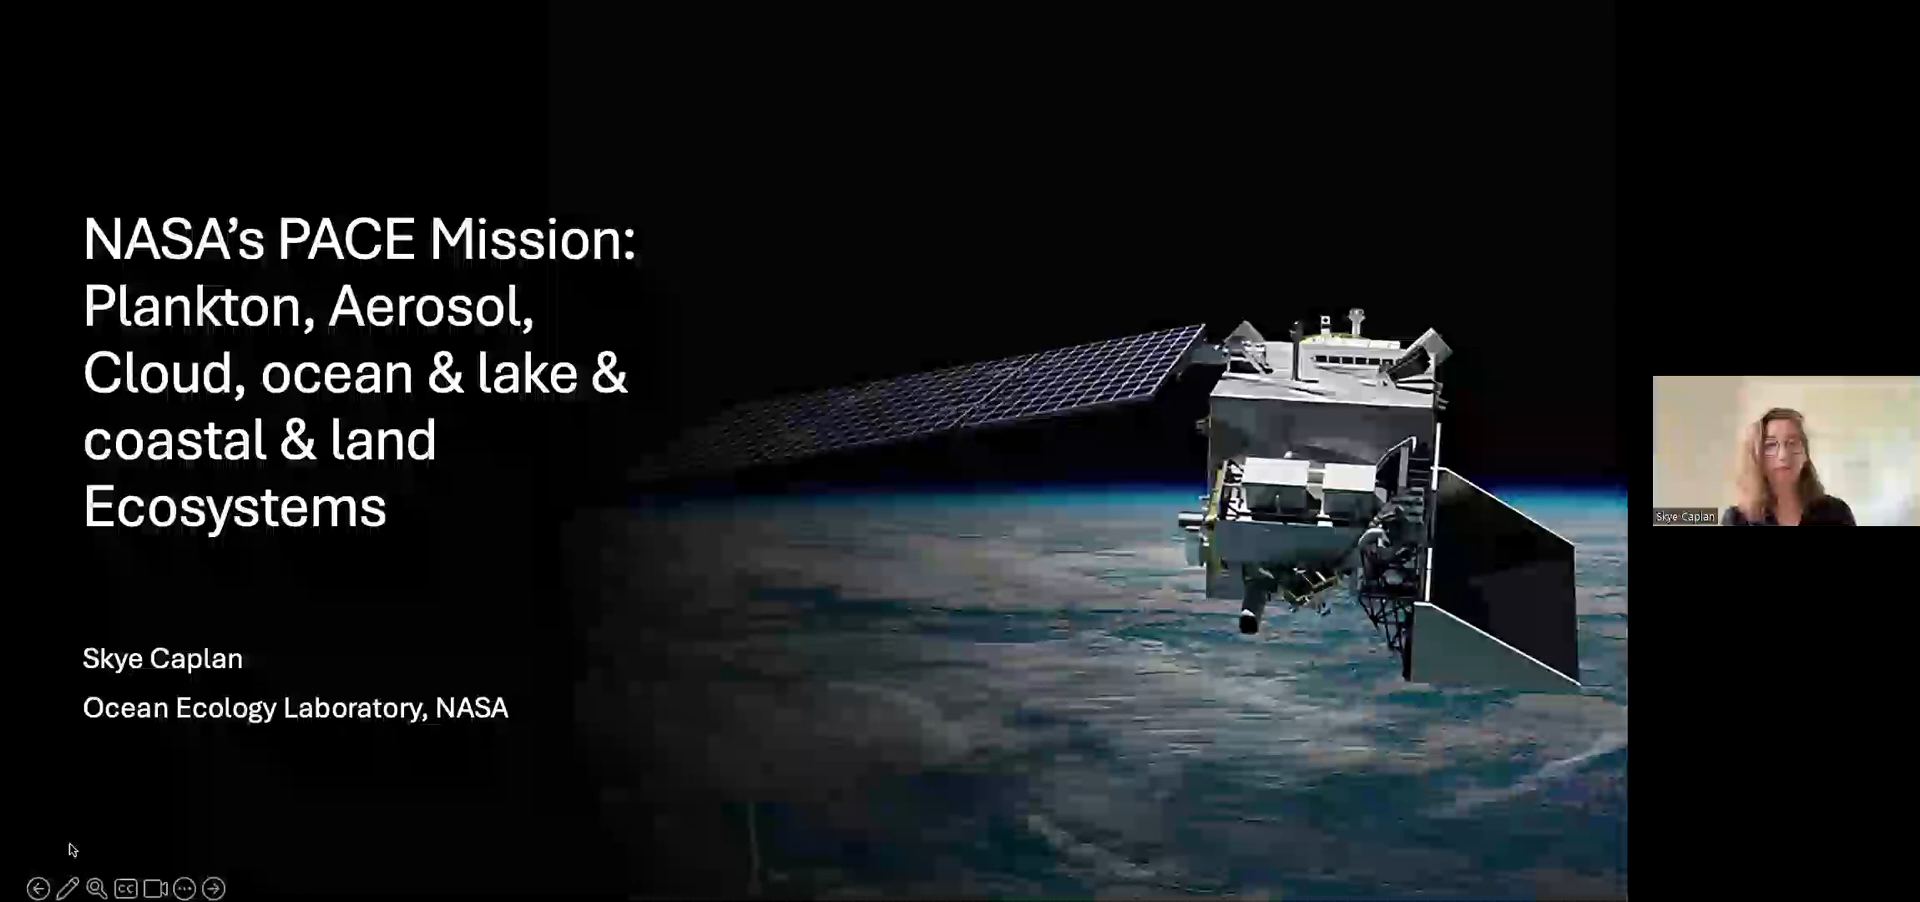 NASA’s PACE Mission:
Plankton, Aerosol,
Cloud, ocean & lake &
coastal & land
Ecosystems
Skye Caplan
Ocean Ecology Laboratory, NASA
Skye Caplan
CC